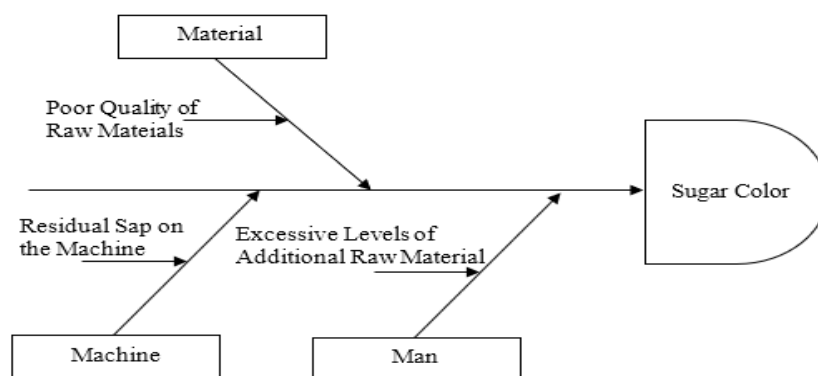 Material
Poor Quality of
Raw Mateials
Sugar Color
Residual Sap on
the Machine
Excessive Levels of
Additional Raw Material
Machine
Man